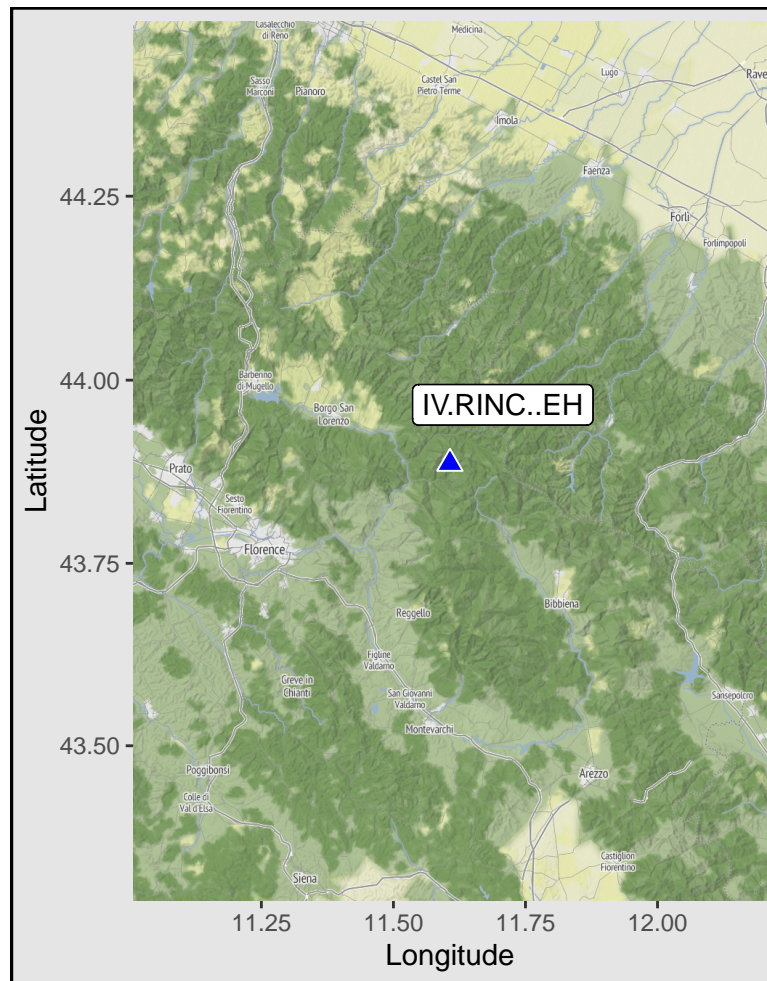 Casalecchio
di Reno
Medicina
Sasso
Marconi
Pianoro
Castel San
Pietro Terme
Lugo
Rave
Imola
Faenza
44.25
Forlì
Forlimpopoli
44.00
Barberino
di Mugello
Borgo San
Lorenzo
IV.RINC..EH
Latitude
Prato
Sesto
Fiorentino
Florence
43.75
Bibbiena
Reggello
Figline
Valdarno
Greve in
Chianti
San Giovanni
Valdarno
Sansepolcro
Montevarchi
43.50
Poggibonsi
Arezzo
Colle di
Val d'Elsa
Castiglion
Fiorentino
Siena
11.25
11.50
11.75
12.00
Longitude